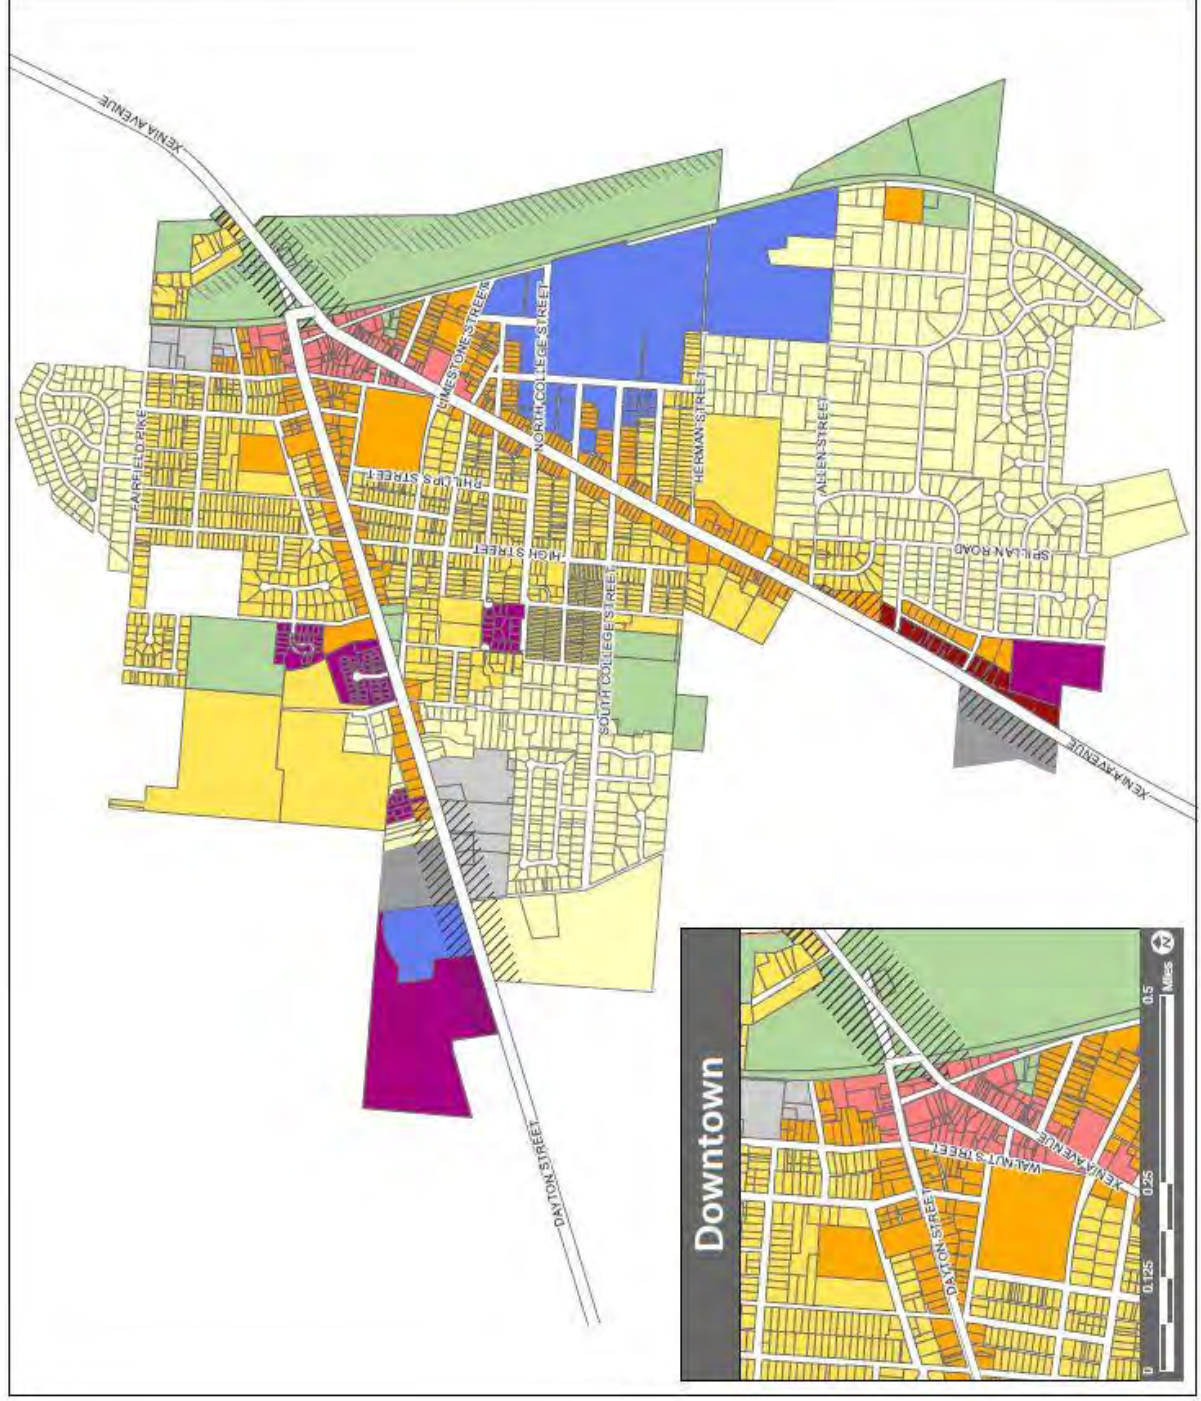 XENIA AVENUE
FAIRFIELD PIKE
LIMESTONE STREET
NORTH COLLEGE STREET
PHILLIPS STREET
HERMAN STREET
ALLEN STREET
HIGH STREET
SPILLAN ROAD
SOUTH COLLEGE STREET
XENIA AVENUE
DAYTON STREET
Downtown
WALNUT STREET
XENIA AVENUE
DAYTON STREET
0 0.125 0.25 0.5
Miles
N